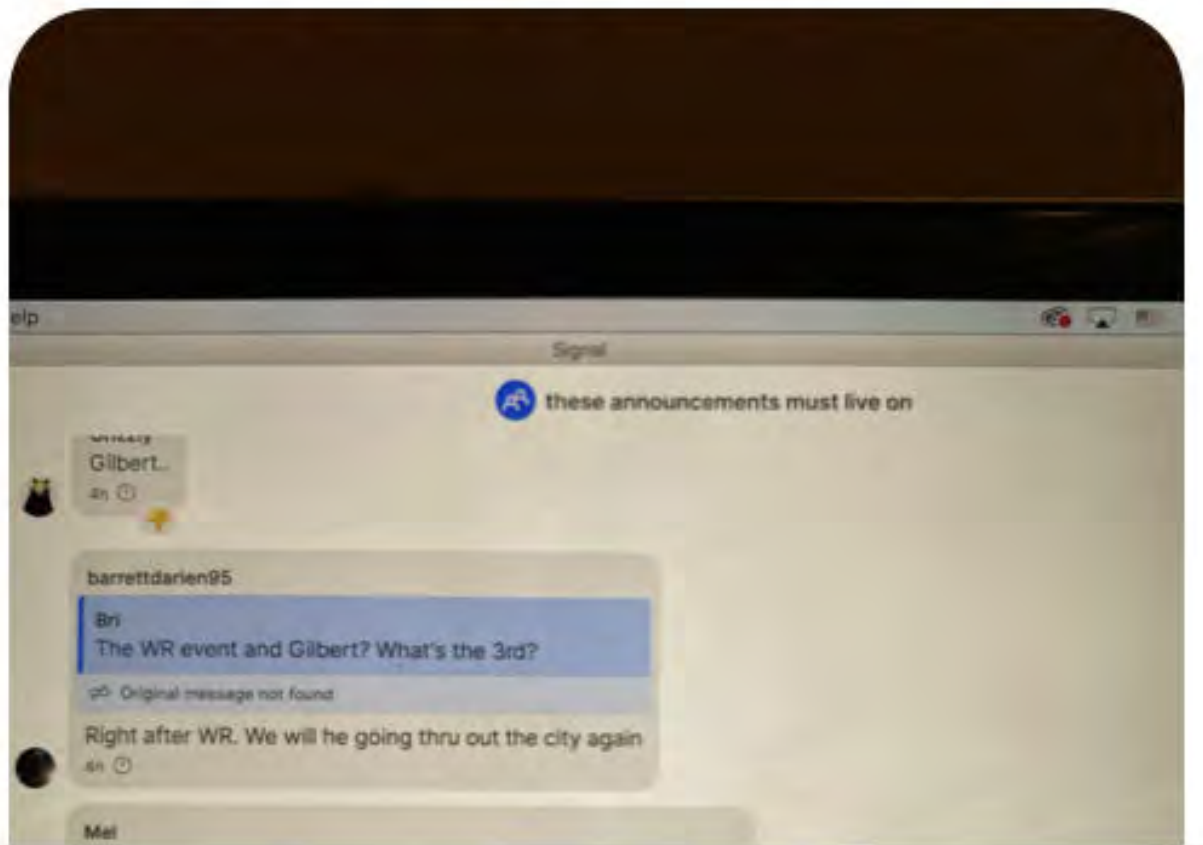 elp
Signal
these announcements must live on
Gilbert..
4h
barrettdarien95
Bri
The WR event and Gilbert? What's the 3rd?
Original message not found
Right after WR. We will he going thru out the city again
4h
Mel